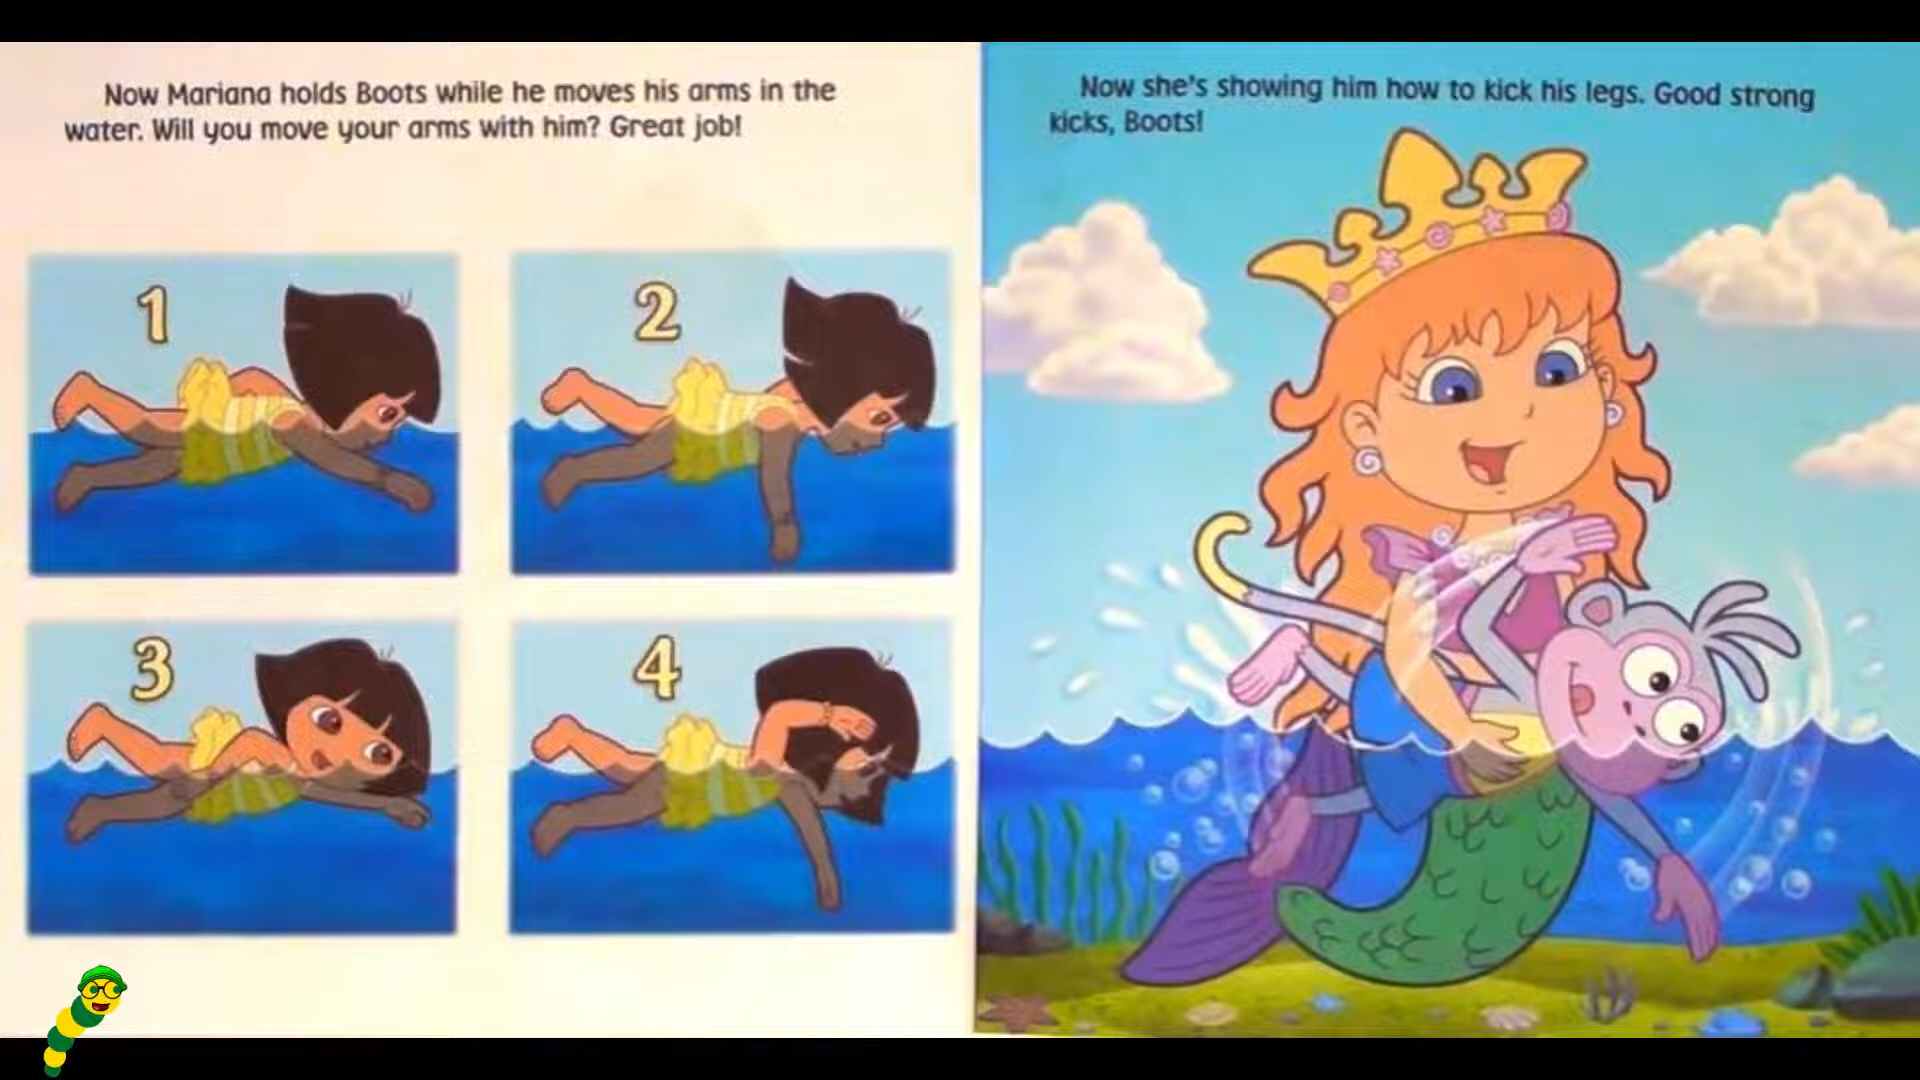 Now Mariana holds Boots while he moves his arms in the
water. Will you move your arms with him? Great job!
1
2
3
4
Now she's showing him how to kick his legs. Good strong
kicks, Boots!